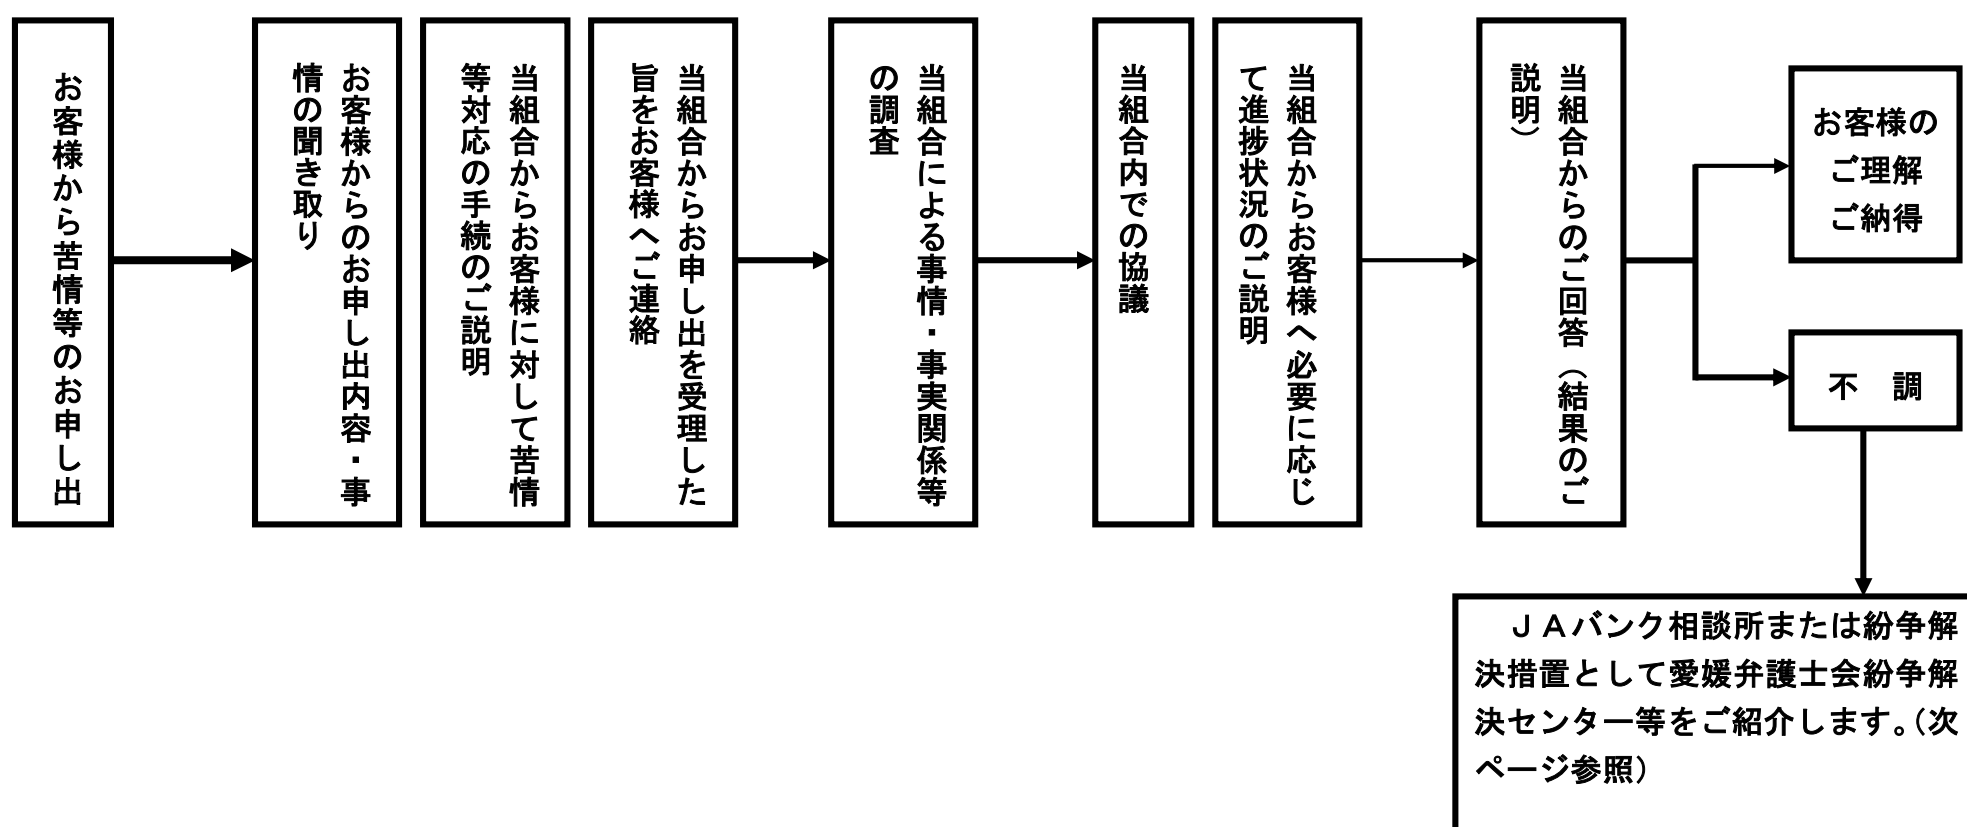 お客様から苦情等のお申し出
お客様からのお申し出内容・事
情の聞き取り
当組合からお客様に対して苦情
等対応の手続のご説明
当組合からお申し出を受理した
旨をお客様へご連絡
当組合による事情・事実関係等
の調査
当組合内での協議
当組合からお客様へ必要に応じ
て進捗状況のご説明
当組合からのご回答（結果のご
説明）
お客様の
ご理解
ご納得
不　調
ＪＡバンク相談所または紛争解
決措置として愛媛弁護士会紛争解
決センター等をご紹介します。（次
ページ参照）